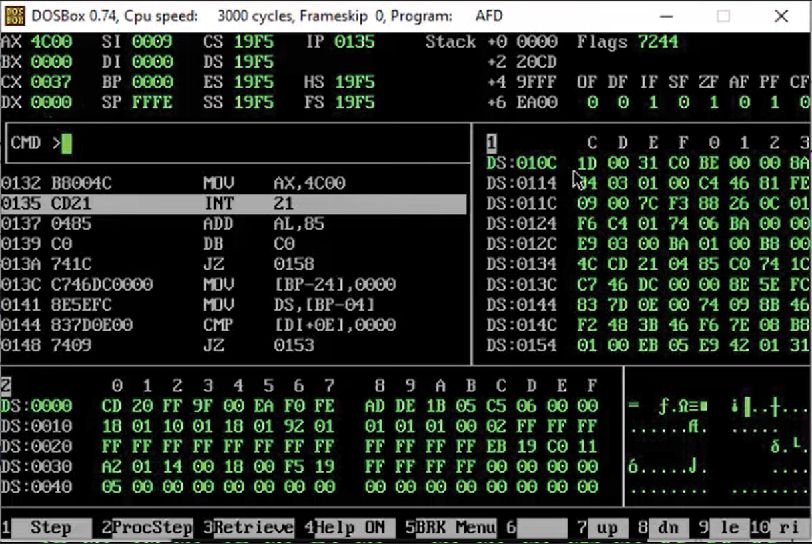 DOSBox 0.74, Cpu speed: 3000 cycles, Frameskip 0, Program: AFD
AX 4C00 SI 0009 CS 19F5 IP 0135 Stack +0 0000 Flags 7244
BX 0000 DI 0000 DS 19F5 +2 20CD
CX 0037 BP 0000 ES 19F5 HS 19F5 +4 9FFF OF DF IF SF ZF AF PF CF
DX 0000 SP FFFE SS 19F5 FS 19F5 +6 EA00 0 0 1 0 1 0 1 0
CMD >
1 C D E F 0 1 2 3
DS:010C 1D 00 31 C0 BE 00 00 8A
0132 B8004C MOV AX,4C00 DS:0114 84 03 01 00 C4 46 81 FE
0135 CD21 INT 21 DS:011C 09 00 7C F3 88 26 0C 01
0137 0485 ADD AL,85 DS:0124 F6 C4 01 74 06 BA 00 00
0139 C0 DB C0 DS:012C E9 03 00 BA 01 00 B8 00
013A 741C JZ 0158 DS:0134 4C CD 21 04 85 C0 74 1C
013C C746DC0000 MOV [BP-24],0000 DS:013C C7 46 DC 00 00 8E 5E FC
0141 8E5EFC MOV DS,[BP-04] DS:0144 83 7D 0E 00 74 09 8B 46
0144 837D0E00 CMP [DI+0E],0000 DS:014C F2 48 3B 46 F6 7E 08 B8
0148 7409 JZ 0153 DS:0154 01 00 EB 05 E9 42 01 31
2 0 1 2 3 4 5 6 7 8 9 A B C D E F
DS:0000 CD 20 FF 9F 00 EA F0 FE AD DE 1B 05 C5 06 00 00
DS:0010 18 01 10 01 18 01 92 01 01 01 01 00 02 FF FF FF
DS:0020 FF FF FF FF FF FF FF FF FF FF FF FF EB 19 C0 11
DS:0030 A2 01 14 00 18 00 F5 19 FF FF FF FF 00 00 00 00
DS:0040 05 00 00 00 00 00 00 00 00 00 00 00 00 00 00 00
1 Step 2ProcStep 3Retrieve 4Help ON 5BRK Menu 6 7 up 8 dn 9 le 0 ri